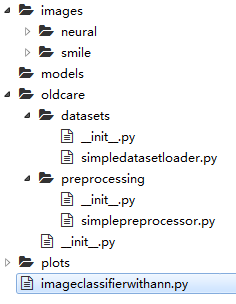 images
neural
smile
models
oldcare
datasets
__init__.py
simpledatasetloader.py
preprocessing
__init__.py
simplepreprocessor.py
__init__.py
plots
imageclassifierwithann.py